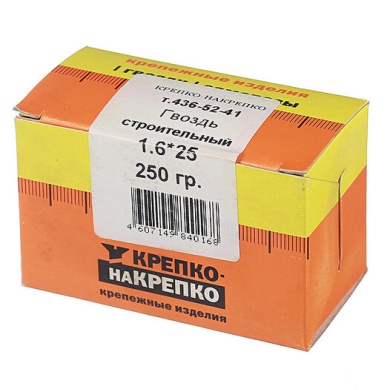 крепежные изделия
КРЕПКО-НАКРЕПКО
т.436-52-41
Гвоздь
строительный
1.6*25
250 гр.
4 607149 840168
КРЕПКО-
НАКРЕПКО
крепежные изделия